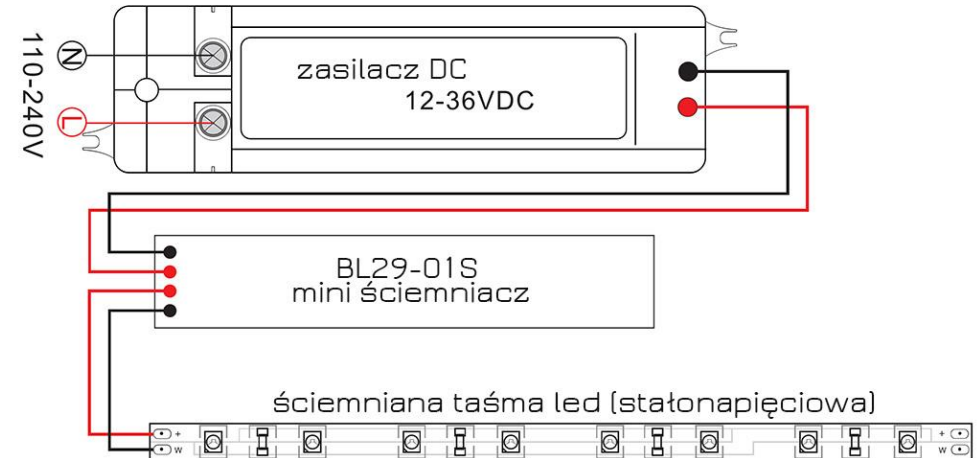 110-240V
N
L
zasilacz DC
12-36VDC
BL29-01S
mini ściemniacz
ściemniana taśma led (stałonapięciowa)
+ +
w w